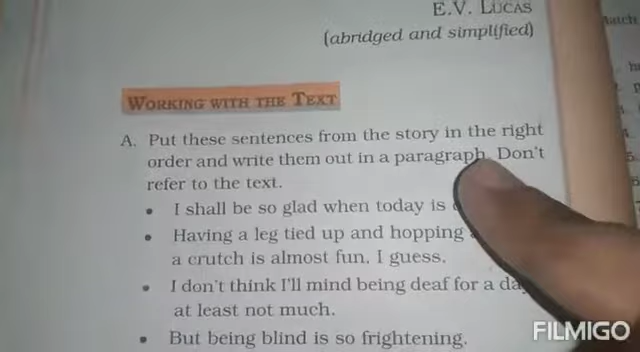 E.V. LUCAS
(abridged and simplified)
WORKING WITH THE TEXT
A. Put these sentences from the story in the right
order and write them out in a paragraph. Don't
refer to the text.
• I shall be so glad when today is
• Having a leg tied up and hopping
a crutch is almost fun, I guess.
• I don't think I'll mind being deaf for a
at least not much.
• But being blind is so frightening.
FILMIGO